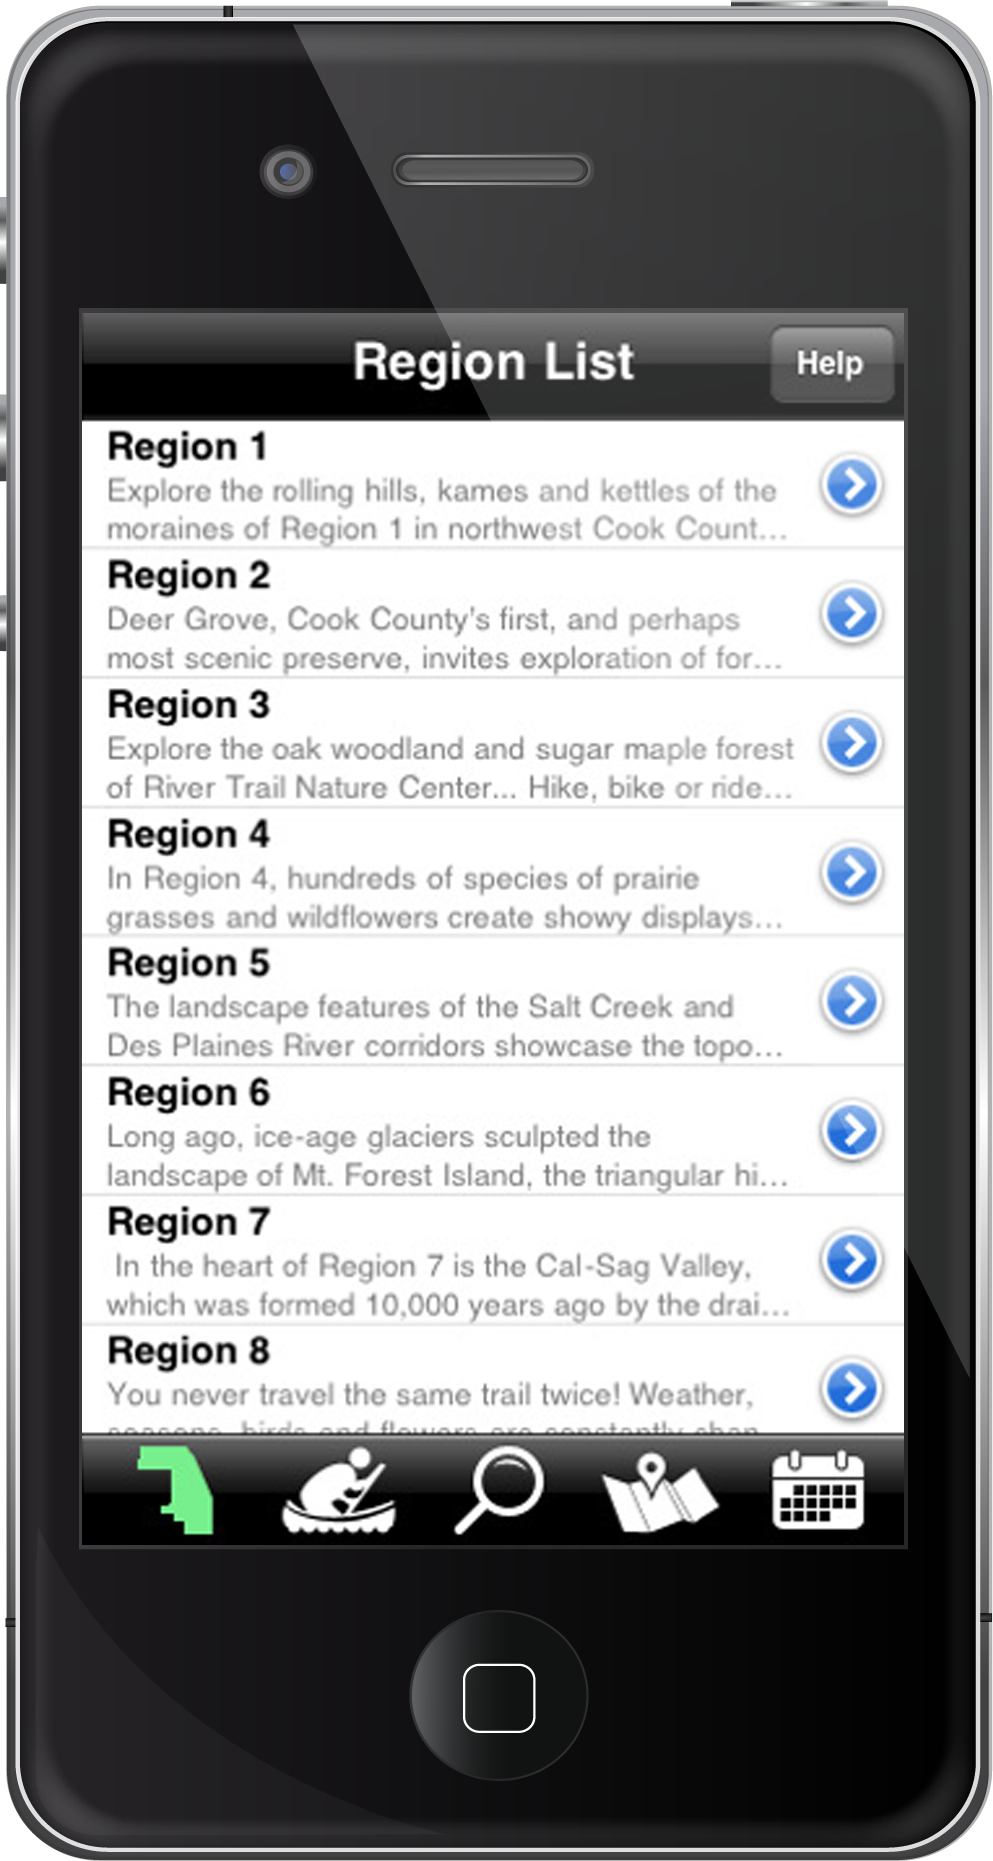 Region List
Help
Region 1
Explore the rolling hills, kames and kettles of the
moraines of Region 1 in northwest Cook Count...
Region 2
Deer Grove, Cook County's first, and perhaps
most scenic preserve, invites exploration of for...
Region 3
Explore the oak woodland and sugar maple forest
of River Trail Nature Center... Hike, bike or ride...
Region 4
In Region 4, hundreds of species of prairie
grasses and wildflowers create showy displays...
Region 5
The landscape features of the Salt Creek and
Des Plaines River corridors showcase the topo...
Region 6
Long ago, ice-age glaciers sculpted the
landscape of Mt. Forest Island, the triangular hi...
Region 7
In the heart of Region 7 is the Cal-Sag Valley,
which was formed 10,000 years ago by the drai...
Region 8
You never travel the same trail twice! Weather,
seasons, birds and flowers are constantly chan...